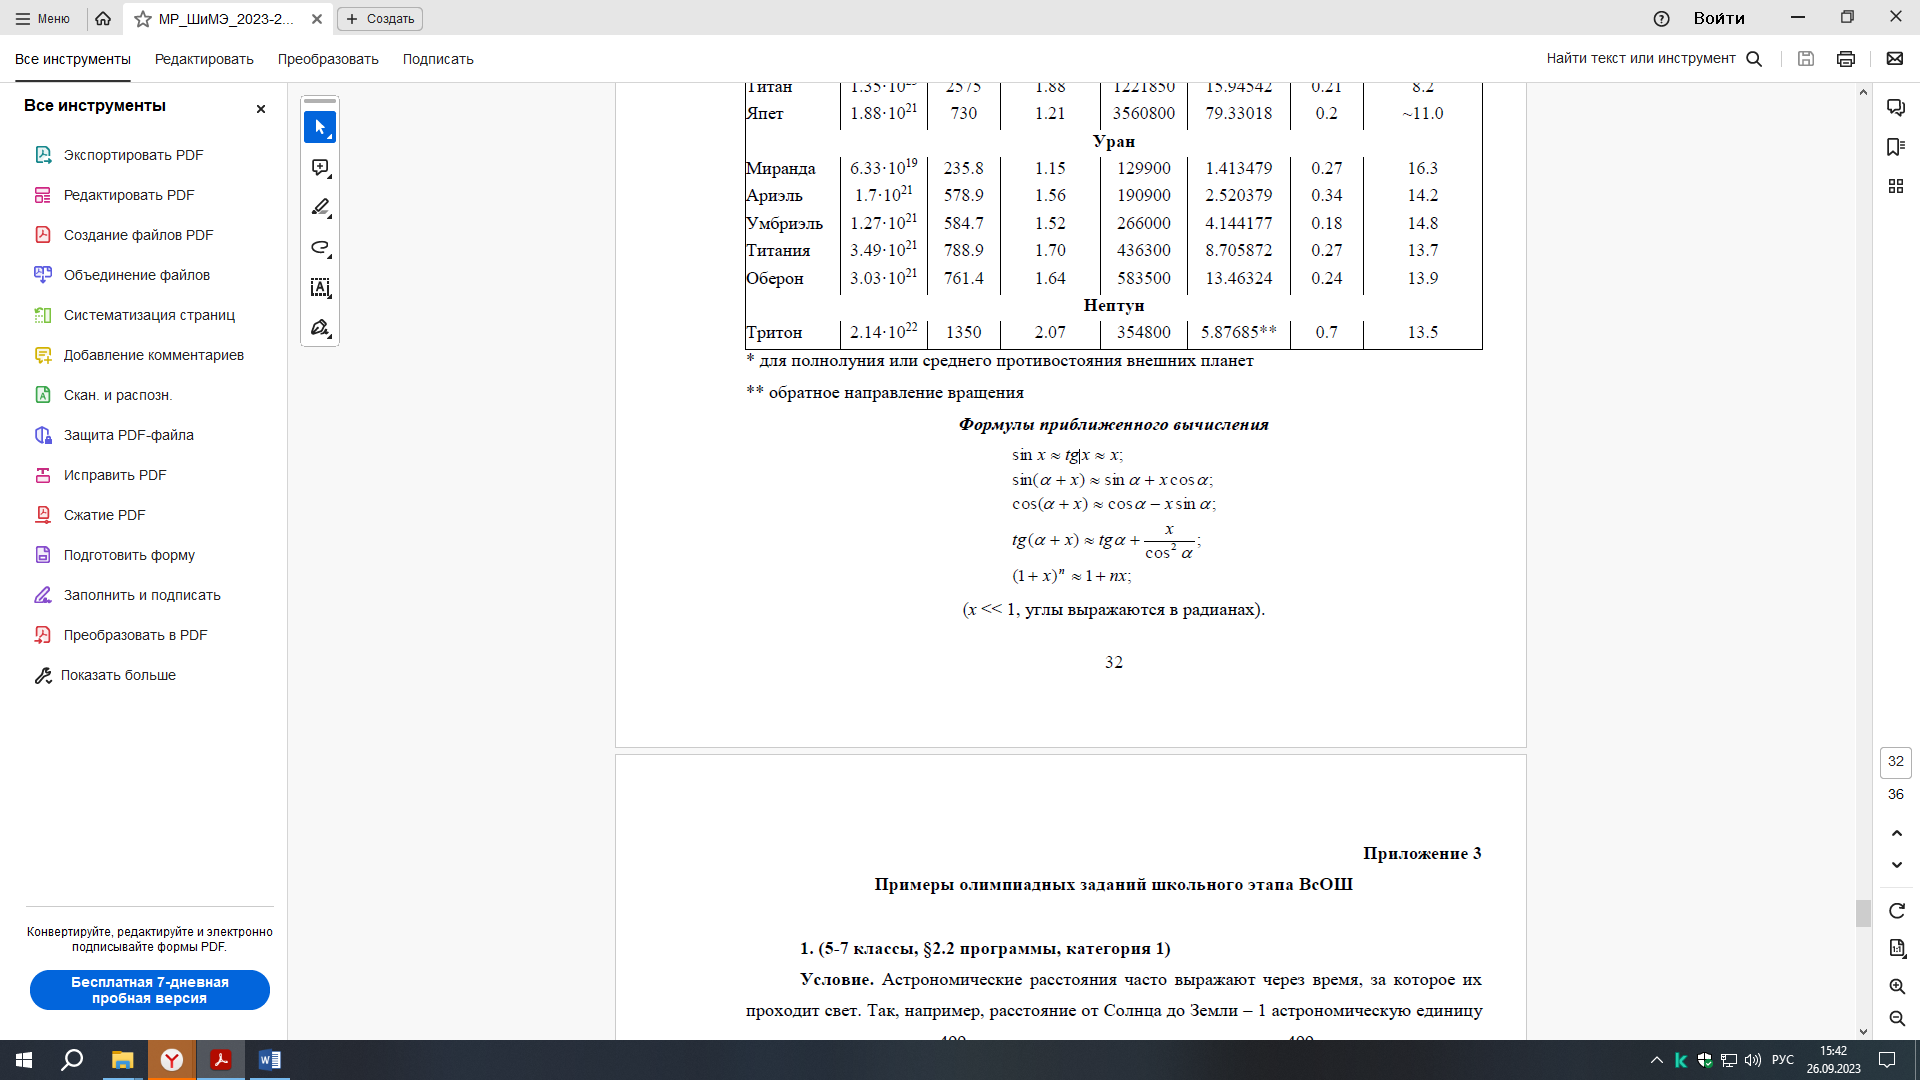 Меню
МР_ШиМЭ_2023-2...
Создать
Войти
Все инструменты
Редактировать
Преобразовать
Подписать
Найти текст или инструмент
Все инструменты
Экспортировать PDF
Редактировать PDF
Создание файлов PDF
Объединение файлов
Систематизация страниц
Добавление комментариев
Скан. и распозн.
Защита PDF-файла
Исправить PDF
Сжатие PDF
Подготовить форму
Заполнить и подписать
Преобразовать в PDF
Показать больше
Конвертируйте, редактируйте и электронно
подписывайте формы PDF.
Бесплатная 7-дневная
пробная версия
Титан 2575 1.88 1221850 15.94542 0.21 8.2
Япет 1.88·10²¹ 730 1.21 3560800 79.33018 0.2 ~11.0
Уран
Миранда 6.33·10¹⁹ 235.8 1.15 129900 1.413479 0.27 16.3
Ариэль 1.7·10²¹ 578.9 1.56 190900 2.520379 0.34 14.2
Умбриэль 1.27·10²¹ 584.7 1.52 266000 4.144177 0.18 14.8
Титания 3.49·10²¹ 788.9 1.70 436300 8.705872 0.27 13.7
Оберон 3.03·10²¹ 761.4 1.64 583500 13.46324 0.24 13.9
Нептун
Тритон 2.14·10²² 1350 2.07 354800 5.87685** 0.7 13.5
* для полнолуния или среднего противостояния внешних планет
** обратное направление вращения
Формулы приближенного вычисления
sin x ≈ tg x ≈ x;
sin(α + x) ≈ sin α + x cos α;
cos(α + x) ≈ cos α − x sin α;
tg(α + x) ≈ tg α + x / cos² α;
(1 + x)ⁿ ≈ 1 + nx;
(x << 1, углы выражаются в радианах).
32
Приложение 3
Примеры олимпиадных заданий школьного этапа ВсОШ
1. (5-7 классы, §2.2 программы, категория 1)
Условие. Астрономические расстояния часто выражают через время, за которое их
проходит свет. Так, например, расстояние от Солнца до Земли – 1 астрономическую единицу
32
36
РУС
15:42
26.09.2023